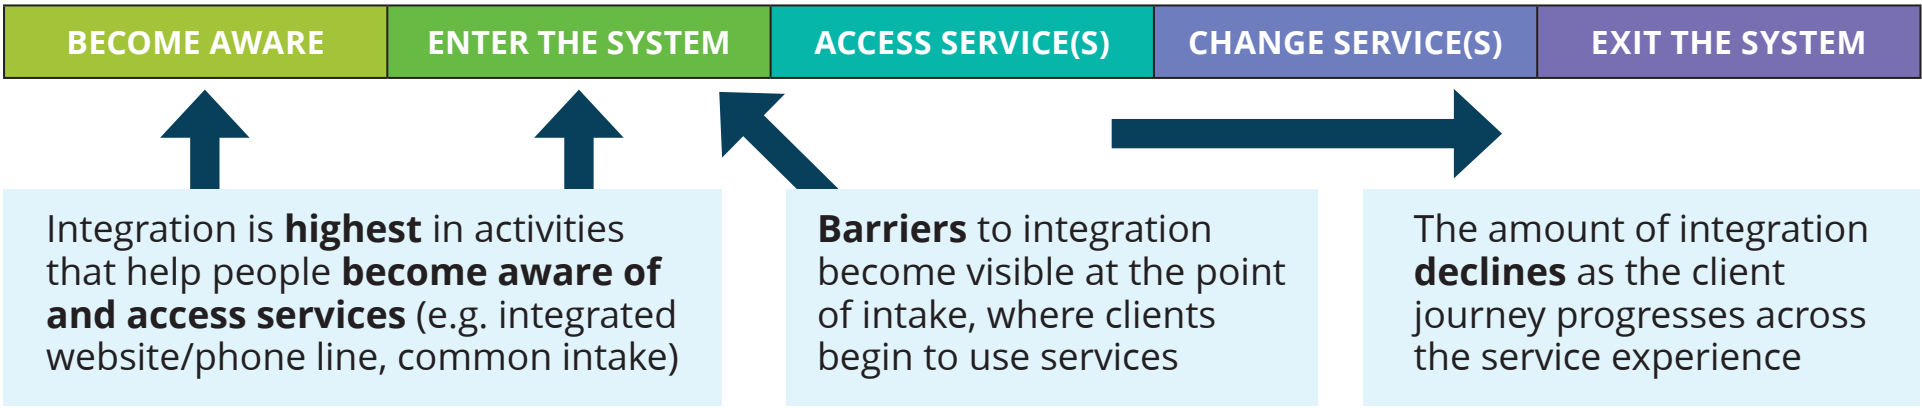 BECOME AWARE
ENTER THE SYSTEM
ACCESS SERVICE(S)
CHANGE SERVICE(S)
EXIT THE SYSTEM
Integration is highest in activities
that help people become aware of
and access services (e.g. integrated
website/phone line, common intake)
Barriers to integration
become visible at the point
of intake, where clients
begin to use services
The amount of integration
declines as the client
journey progresses across
the service experience